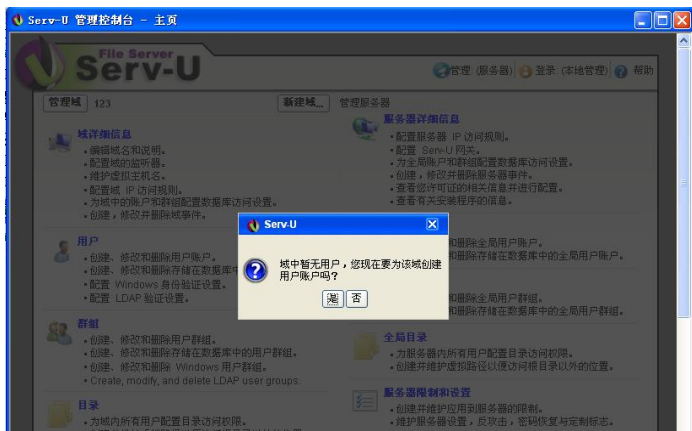 Serv-U 管理控制台 - 主页
File Server
Serv-U
管理: (服务器) 登录: (本地管理) 帮助
管理域 123 新建域... 管理服务器
域详细信息
•编辑域名和说明。
•配置域的监听器。
•维护虚拟主机名。
•配置域 IP 访问规则。
•为域中的账户和群组配置数据库访问设置。
•创建，修改并删除域事件。
服务器详细信息
•配置服务器 IP 访问规则。
•配置 Serv-U 网关。
•为全局账户和群组配置数据库访问设置。
•创建，修改并删除服务器事件。
•查看您许可证的相关信息并进行配置。
•查看有关安装程序的信息。
Serv-U
域中暂无用户，您现在要为该域创建
用户账户吗？
是 否
用户
•创建、修改和删除用户账户。
•创建、修改和删除存储在数据库中
•配置 Windows 身份验证设置。
•配置 LDAP 验证设置。
和删除全局用户账户。
和删除存储在数据库中的全局用户账户。
群组
•创建、修改和删除用户群组。
•创建、修改和删除存储在数据库中的用户群组。
•创建、修改和删除 Windows 用户群组。
•Create, modify, and delete LDAP user groups.
和删除全局用户群组。
和删除存储在数据库中的全局用户群组。
全局目录
•为服务器内所有用户配置目录访问权限。
•创建并维护虚拟路径以便访问根目录以外的位置。
目录
•为域内所有用户配置目录访问权限。
服务器限制和设置
•创建并维护应用到服务器的限制。
•维护服务器设置，反攻击，密码恢复与定制标志。